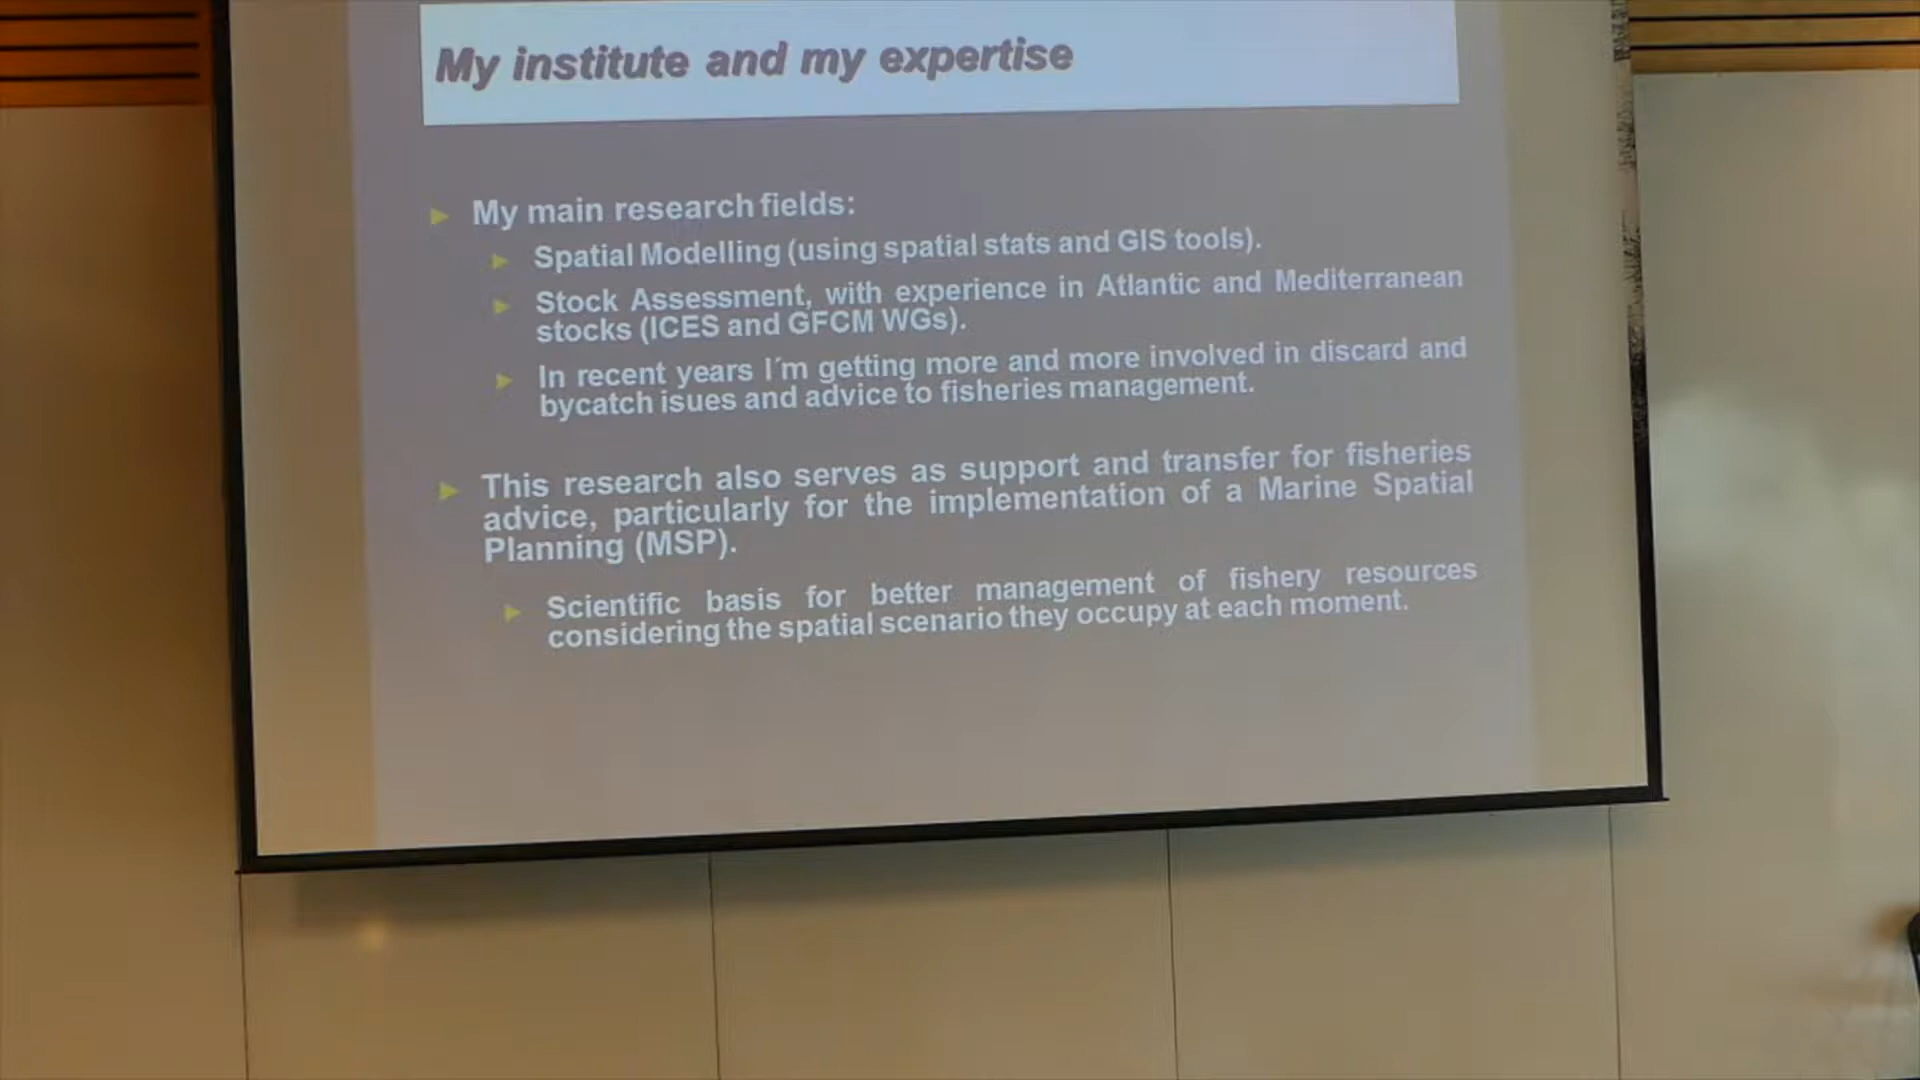 My institute and my expertise
My main research fields:
Spatial Modelling (using spatial stats and GIS tools).
Stock Assessment, with experience in Atlantic and Mediterranean
stocks (ICES and GFCM WGs).
In recent years I´m getting more and more involved in discard and
bycatch isues and advice to fisheries management.
This research also serves as support and transfer for fisheries
advice, particularly for the implementation of a Marine Spatial
Planning (MSP).
Scientific basis for better management of fishery resources
considering the spatial scenario they occupy at each moment.